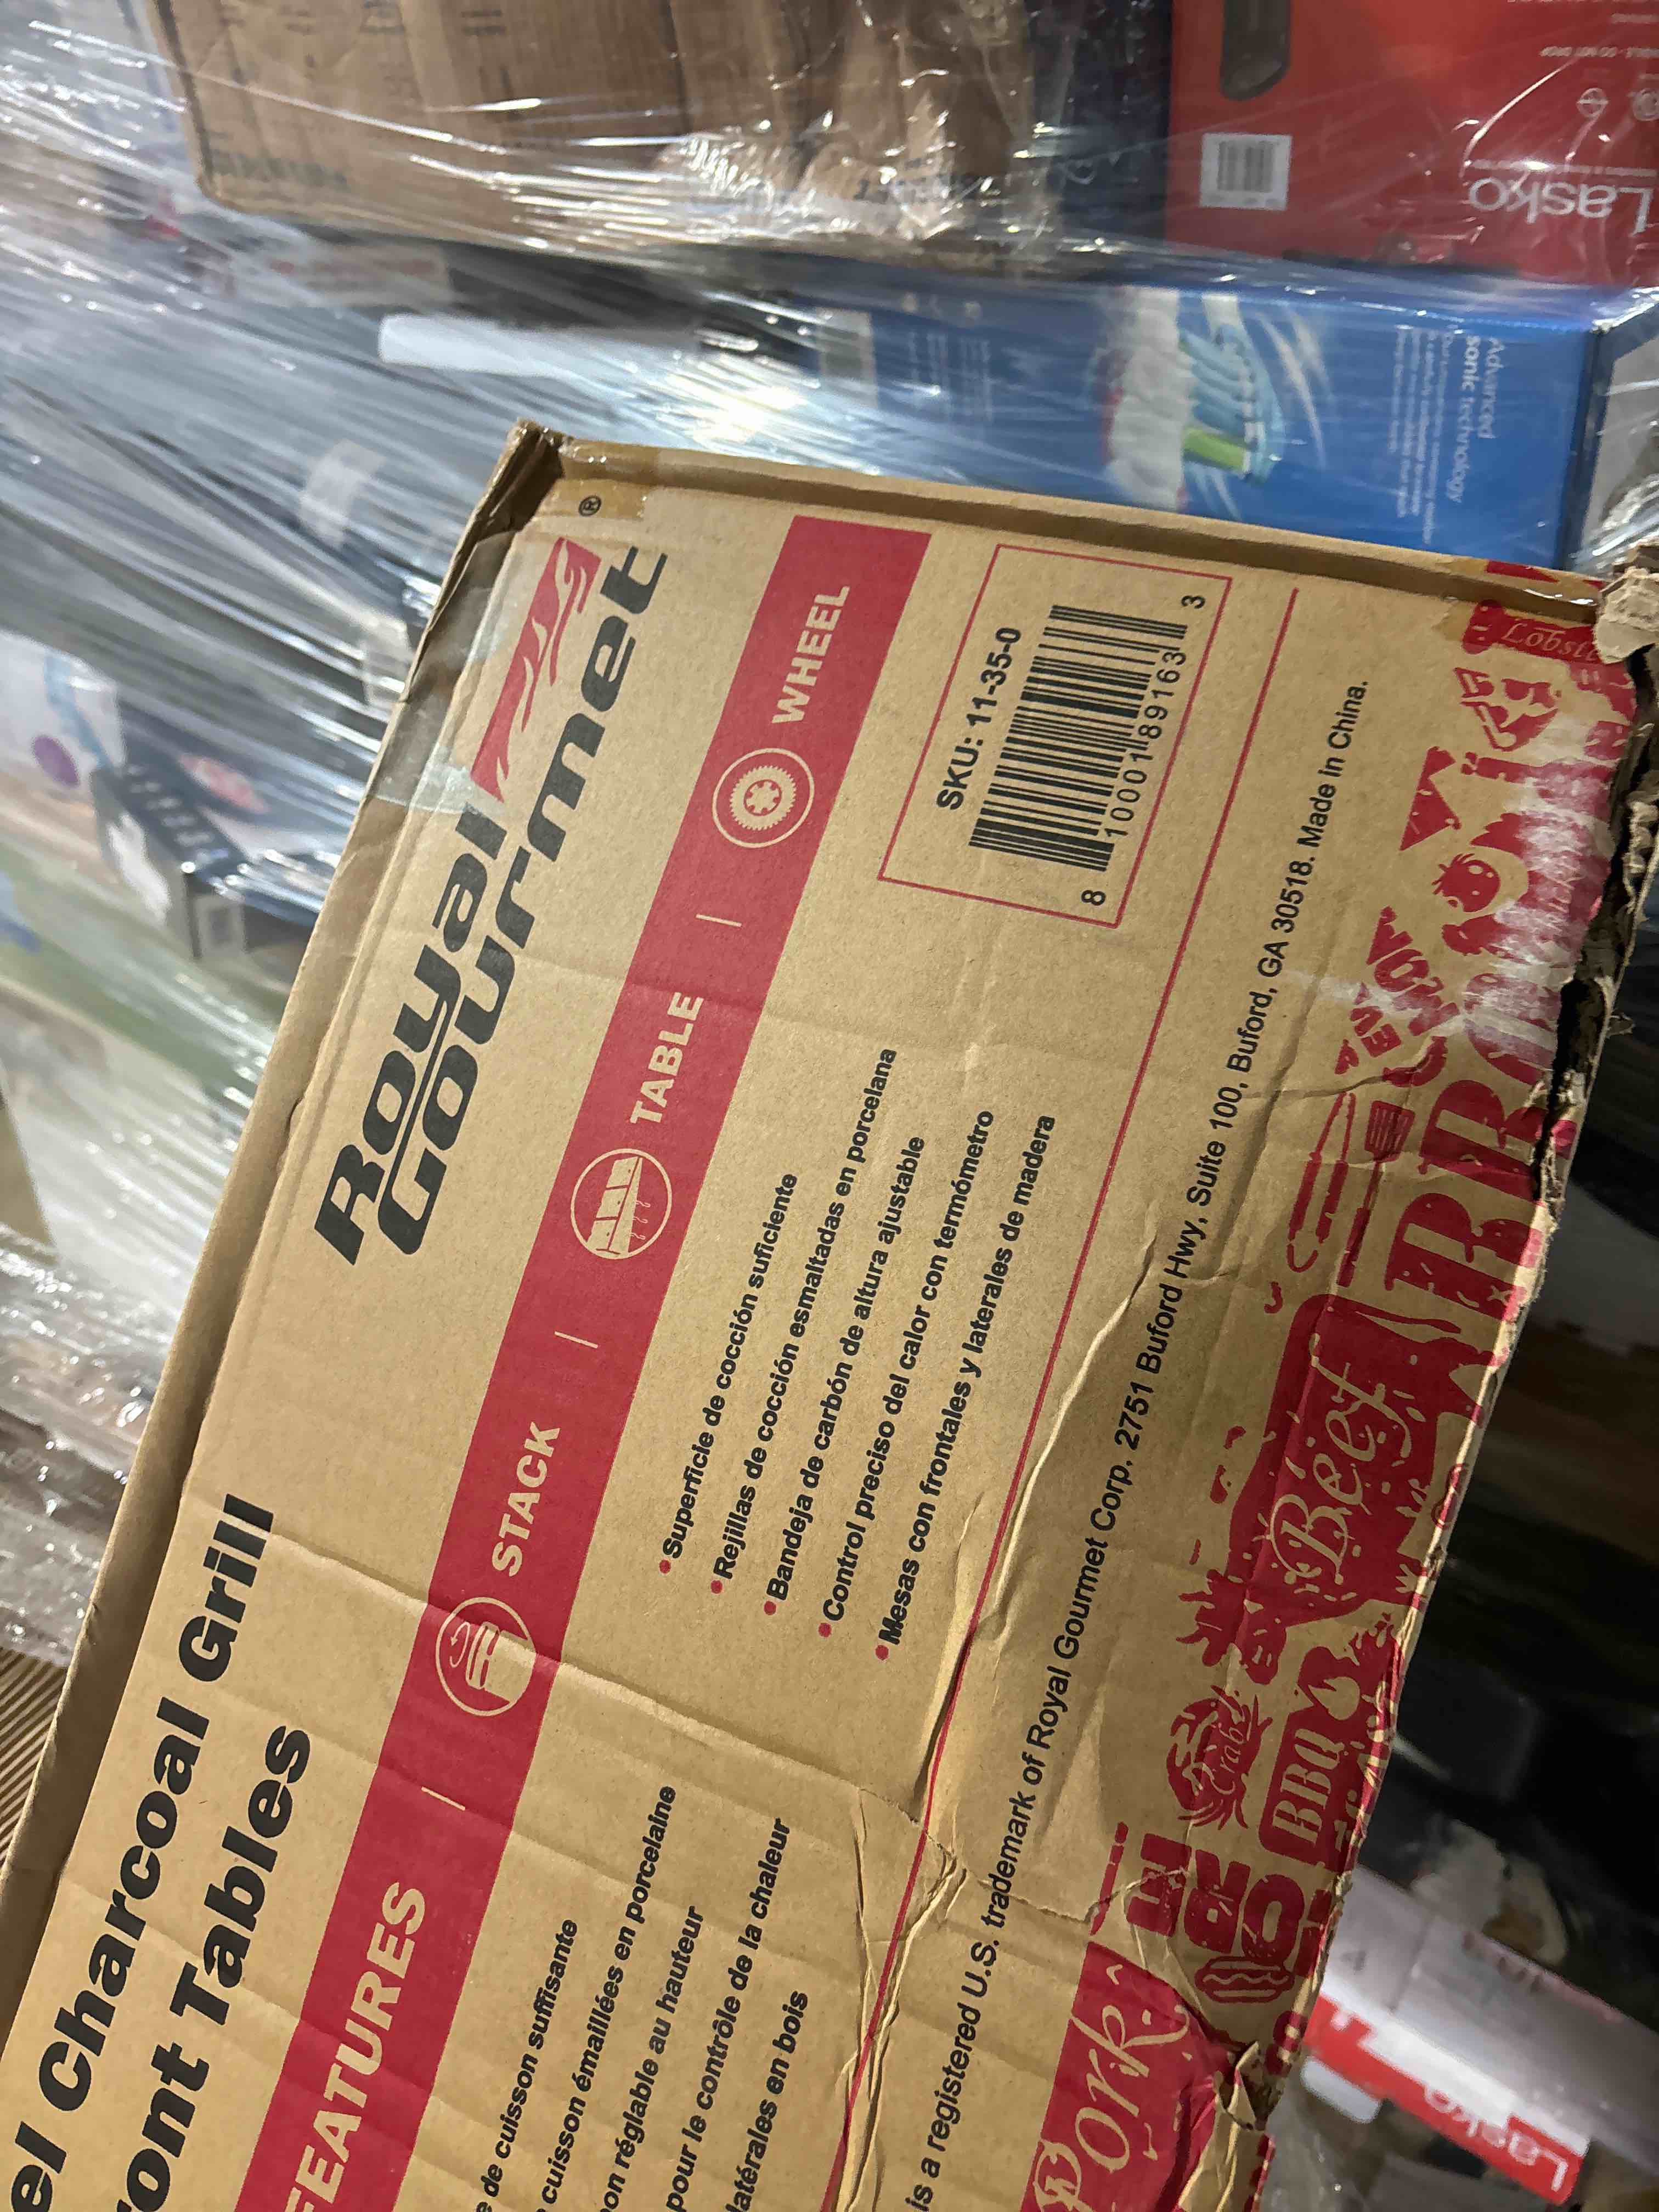 Royal
Gourmet®
el Charcoal Grill
ont Tables
FEATURES | STACK | TABLE | WHEEL
e de cuisson suffisante
cuisson émaillées en porcelaine
on réglable au hauteur
pour le contrôle de la chaleur
latérales en bois
•Superficie de cocción suficiente
•Rejillas de cocción esmaltadas en porcelana
•Bandeja de carbón de altura ajustable
•Control preciso del calor con termómetro
•Mesas con frontales y laterales de madera
SKU: 11-35-0
8 10001 89163 3
is a registered U.S. trademark of Royal Gourmet Corp, 2751 Buford Hwy, Suite 100, Buford, GA 30518. Made in China.
Pork
Crab
BBQ
Beef
Lasko
Advanced
sonic technology
Lasko